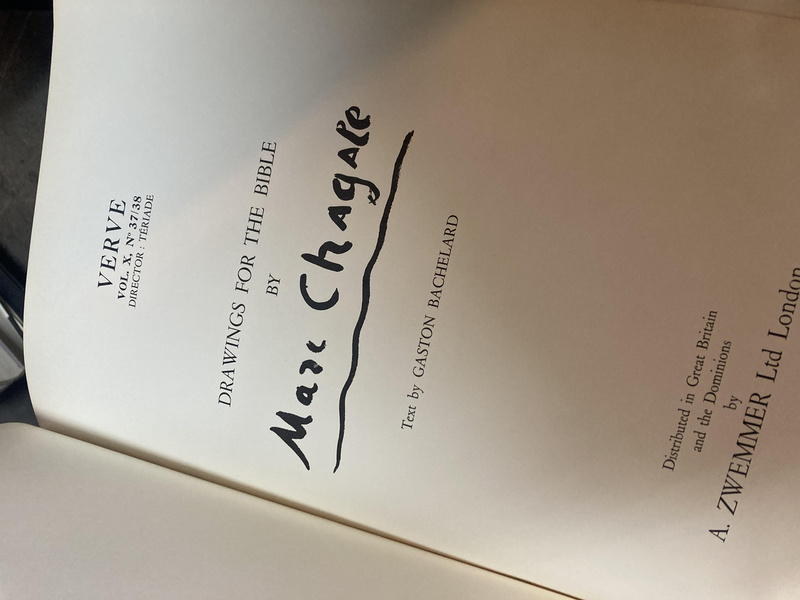 VERVE
VOL. X, Nº 37/38
DIRECTOR : TÉRIADE
DRAWINGS FOR THE BIBLE
BY
Marc Chagall
Text by GASTON BACHELARD
Distributed in Great Britain
and the Dominions
by
A. ZWEMMER Ltd London